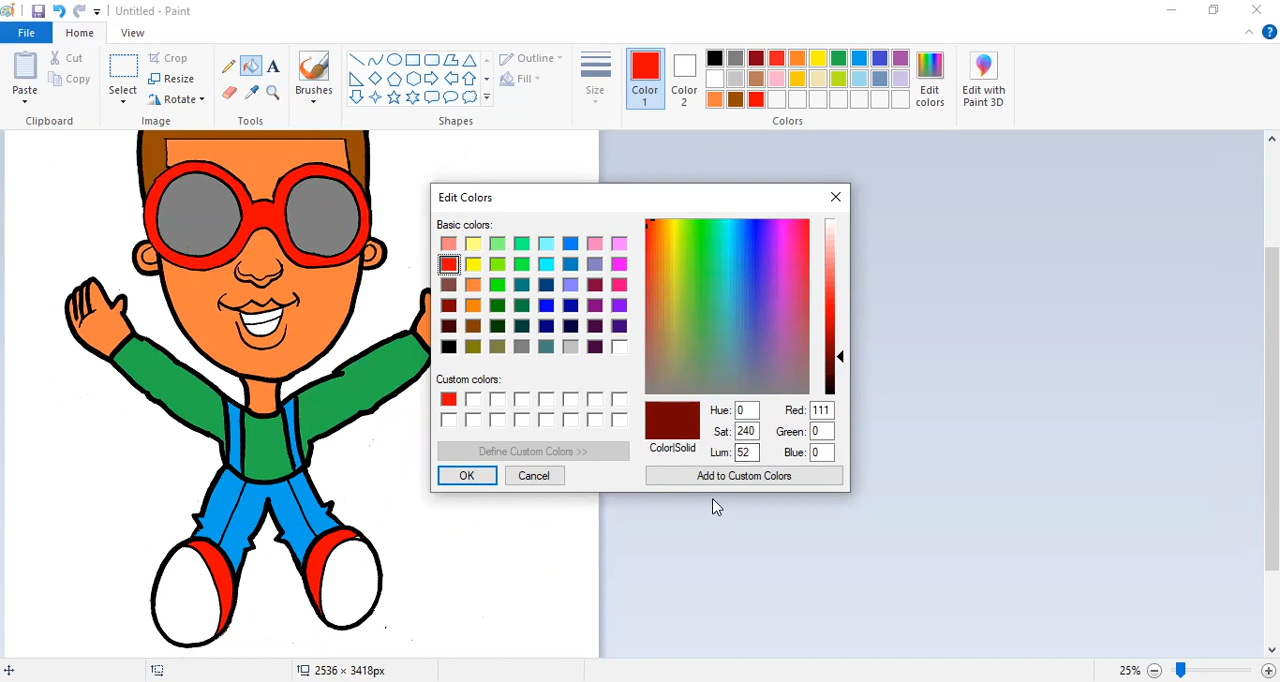 Untitled - Paint
File Home View
Paste
Cut
Copy
Clipboard
Select
Crop
Resize
Rotate
Image
A
Tools
Brushes
Outline
Fill
Shapes
Size
Color 1
Color 2
Edit colors
Edit with Paint 3D
Colors
Edit Colors
Basic colors:
Custom colors:
Define Custom Colors >>
OK Cancel
Color|Solid
Hue: 0 Red: 111
Sat: 240 Green: 0
Lum: 52 Blue: 0
Add to Custom Colors
2536 × 3418px
25%